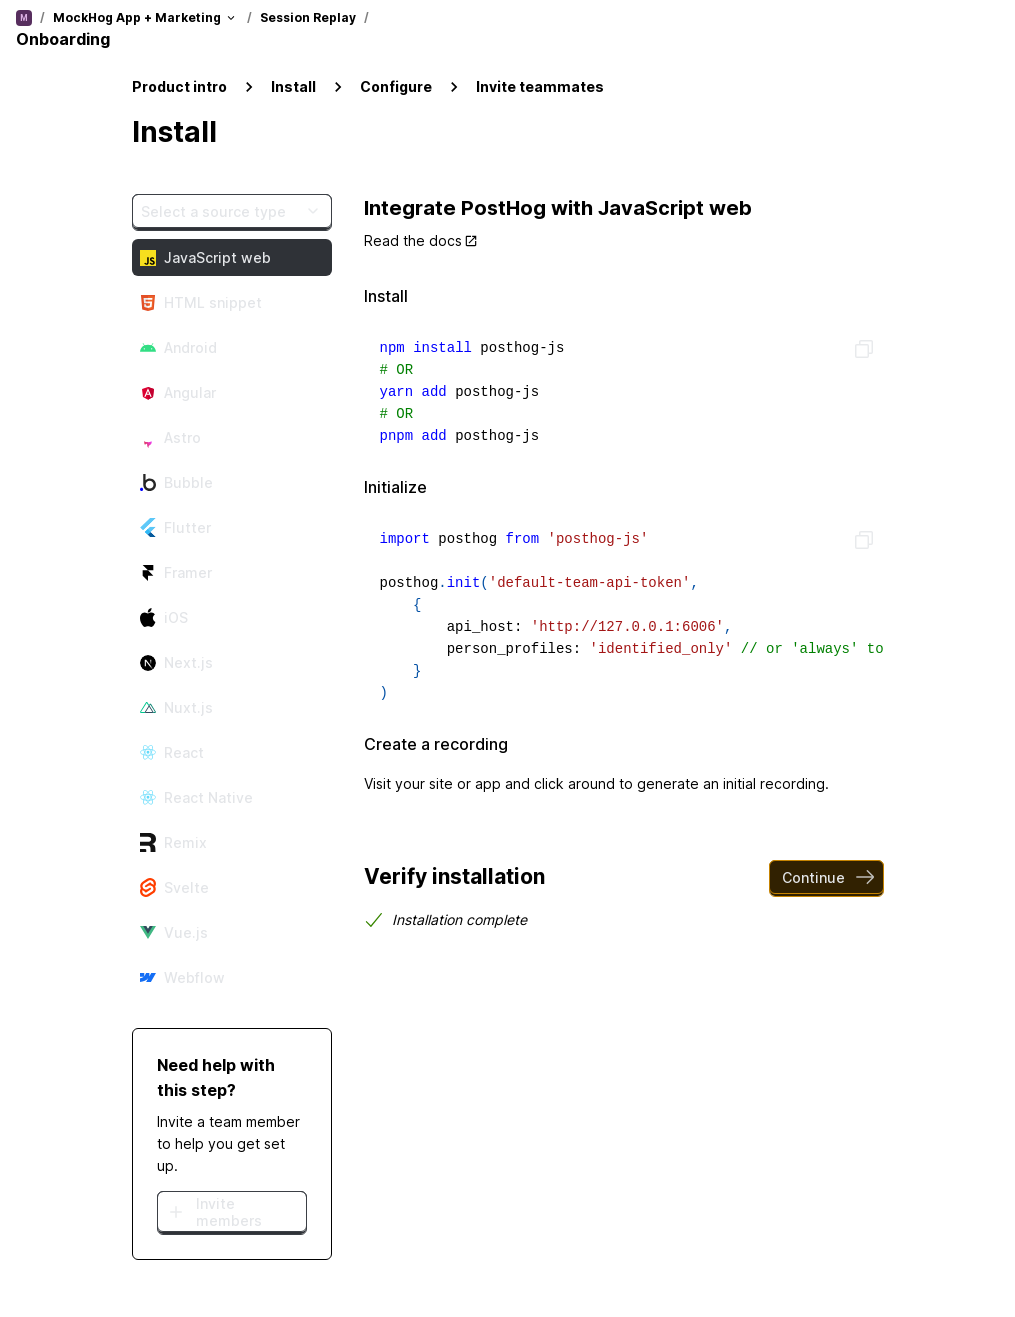 M / MockHog App + Marketing / Session Replay /
Onboarding
Product intro Install Configure Invite teammates
Install
Select a source type
JavaScript web
HTML snippet
Android
Angular
Astro
Bubble
Flutter
Framer
iOS
Next.js
Nuxt.js
React
React Native
Remix
Svelte
Vue.js
Webflow
Need help with
this step?
Invite a team member
to help you get set
up.
Invite
members
Integrate PostHog with JavaScript web
Read the docs
Install
npm install posthog-js
# OR
yarn add posthog-js
# OR
pnpm add posthog-js
Initialize
import posthog from 'posthog-js'
posthog.init('default-team-api-token',
{
api_host: 'http://127.0.0.1:6006',
person_profiles: 'identified_only' // or 'always' to
}
)
Create a recording
Visit your site or app and click around to generate an initial recording.
Verify installation
Continue
Installation complete